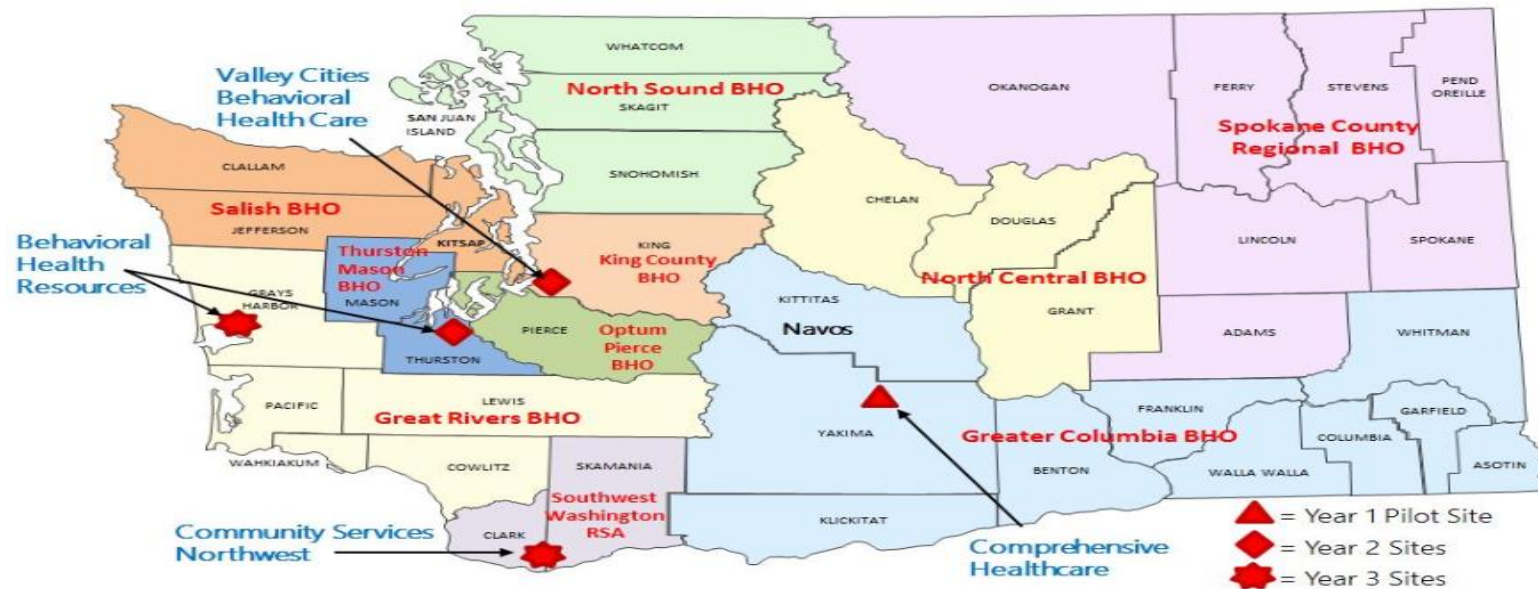 WHATCOM
Valley Cities
Behavioral
Health Care
North Sound BHO
SKAGIT
SAN JUAN
ISLAND
SNOHOMISH
OKANOGAN
FERRY
STEVENS
PEND
OREILLE
Spokane County
Regional BHO
CLALLAM
Salish BHO
JEFFERSON
KITSAP
CHELAN
DOUGLAS
LINCOLN
SPOKANE
Behavioral
Health
Resources
Thurston
Mason
BHO
MASON
KING
King County
BHO
North Central BHO
GRANT
KITTITAS
Navos
GRAYS
HARBOR
THURSTON
PIERCE
Optum
Pierce
BHO
ADAMS
WHITMAN
PACIFIC
LEWIS
Great Rivers BHO
YAKIMA
FRANKLIN
Greater Columbia BHO
BENTON
WALLA WALLA
COLUMBIA
GARFIELD
ASOTIN
WAHKIAKUM
COWLITZ
SKAMANIA
Southwest
Washington
RSA
CLARK
Community Services
Northwest
KLICKITAT
Comprehensive
Healthcare
= Year 1 Pilot Site
= Year 2 Sites
= Year 3 Sites